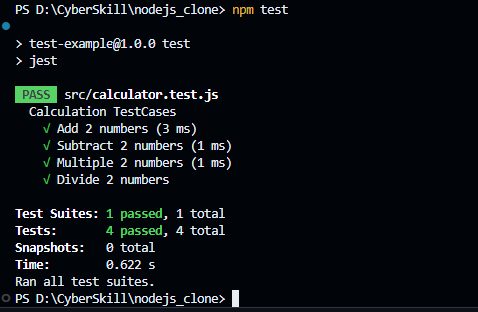 PS D:\CyberSkill\nodejs_clone> npm test
> test-example@1.0.0 test
> jest
PASS src/calculator.test.js
Calculation TestCases
√ Add 2 numbers (3 ms)
√ Subtract 2 numbers (1 ms)
√ Multiple 2 numbers (1 ms)
√ Divide 2 numbers
Test Suites: 1 passed, 1 total
Tests: 4 passed, 4 total
Snapshots: 0 total
Time: 0.622 s
Ran all test suites.
PS D:\CyberSkill\nodejs_clone>